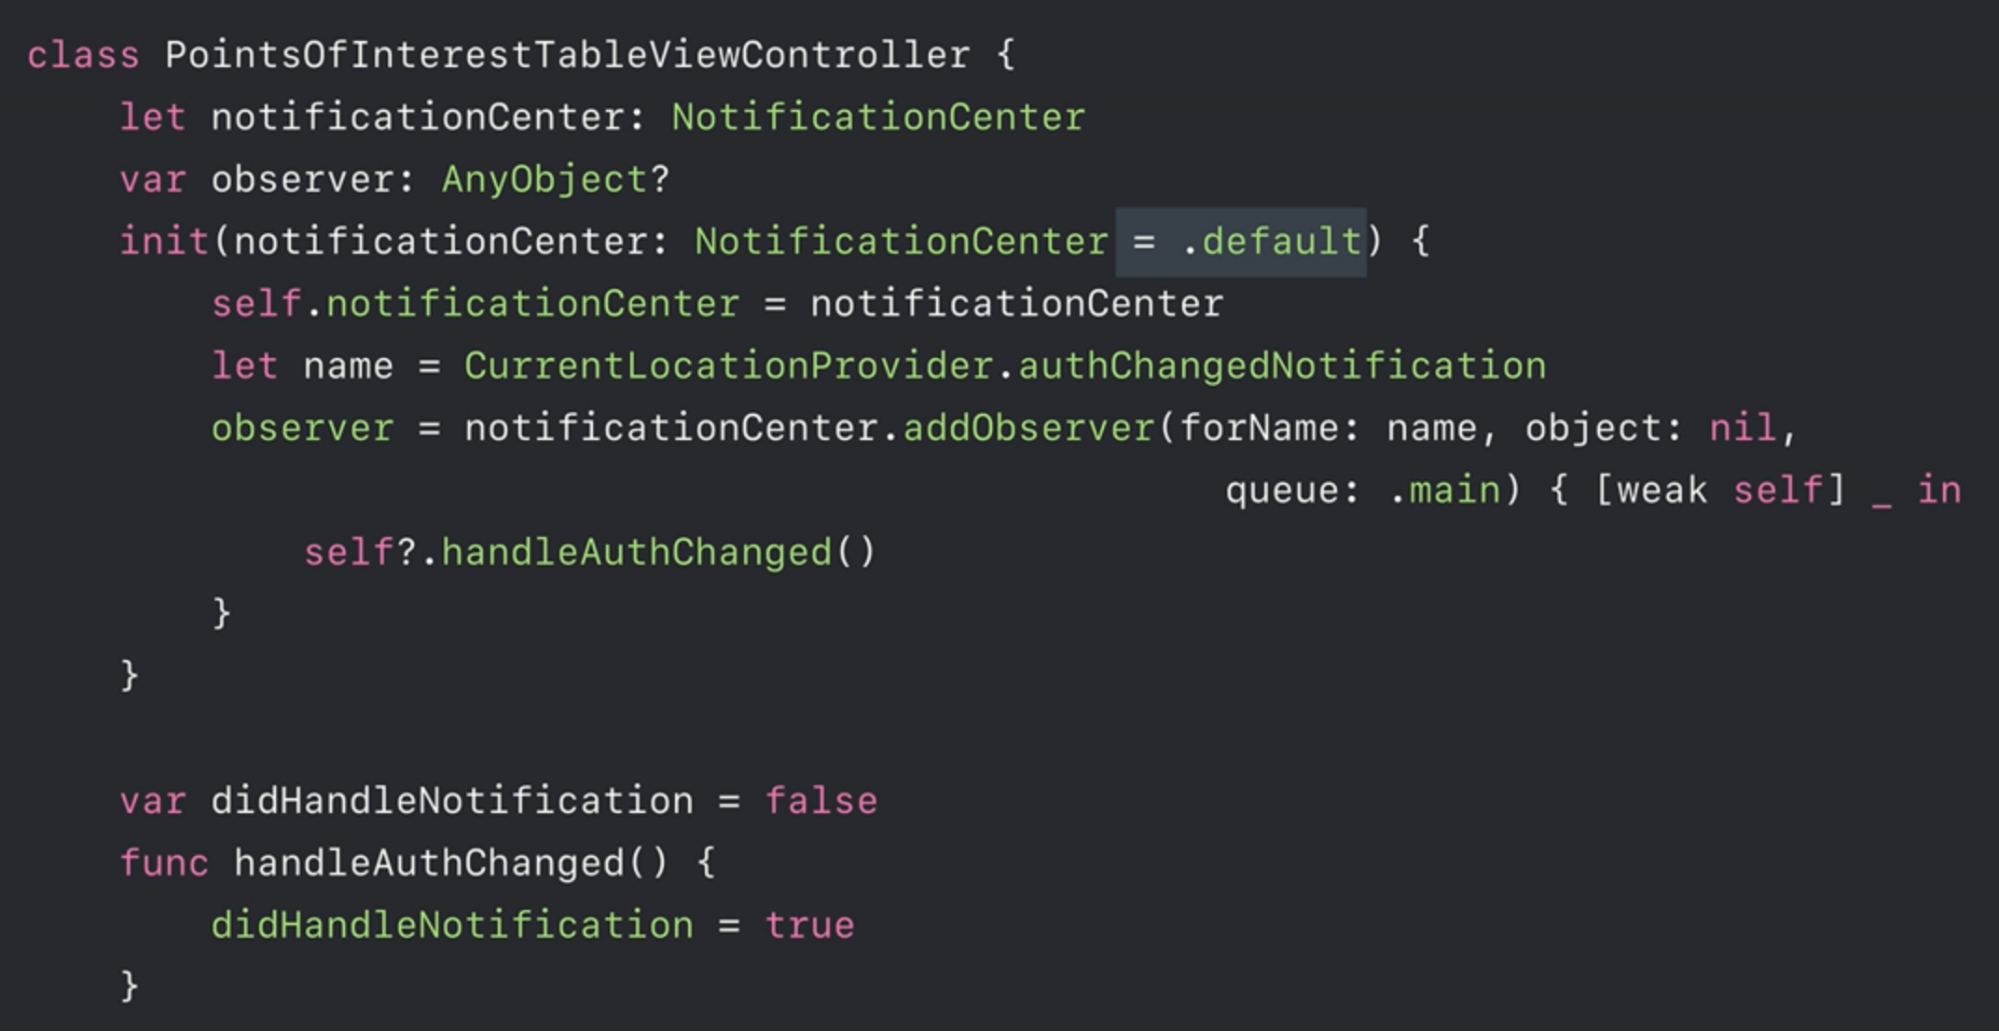 class PointsOfInterestTableViewController {
    let notificationCenter: NotificationCenter
    var observer: AnyObject?
    init(notificationCenter: NotificationCenter = .default) {
        self.notificationCenter = notificationCenter
        let name = CurrentLocationProvider.authChangedNotification
        observer = notificationCenter.addObserver(forName: name, object: nil,
                                                    queue: .main) { [weak self] _ in
            self?.handleAuthChanged()
        }
    }

    var didHandleNotification = false
    func handleAuthChanged() {
        didHandleNotification = true
    }